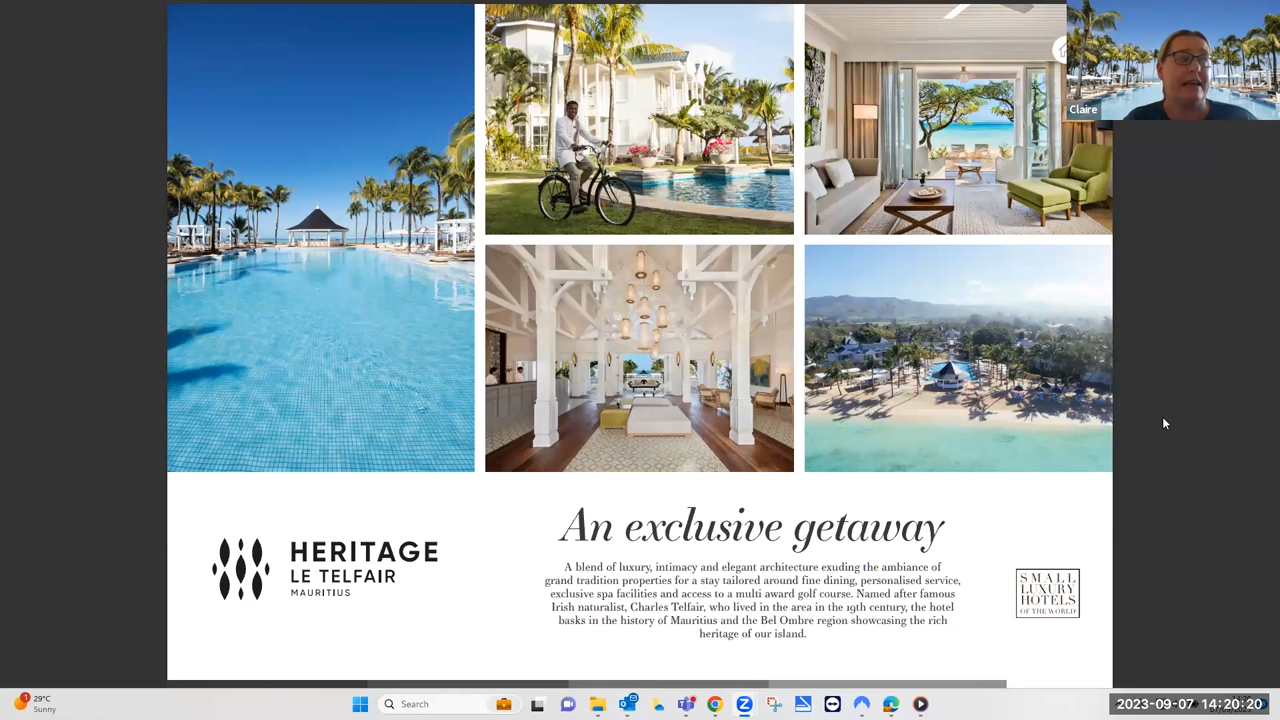 Claire
HERITAGE
LE TELFAIR
MAURITIUS
An exclusive getaway
A blend of luxury, intimacy and elegant architecture exuding the ambiance of
grand tradition properties for a stay tailored around fine dining, personalised service,
exclusive spa facilities and access to a multi award golf course. Named after famous
Irish naturalist, Charles Telfair, who lived in the area in the 19th century, the hotel
basks in the history of Mauritius and the Bel Ombre region showcasing the rich
heritage of our island.
SMALL
LUXURY
HOTELS
OF THE WORLD
1
29°C
Sunny
Search
2023-09-07 14:20:20